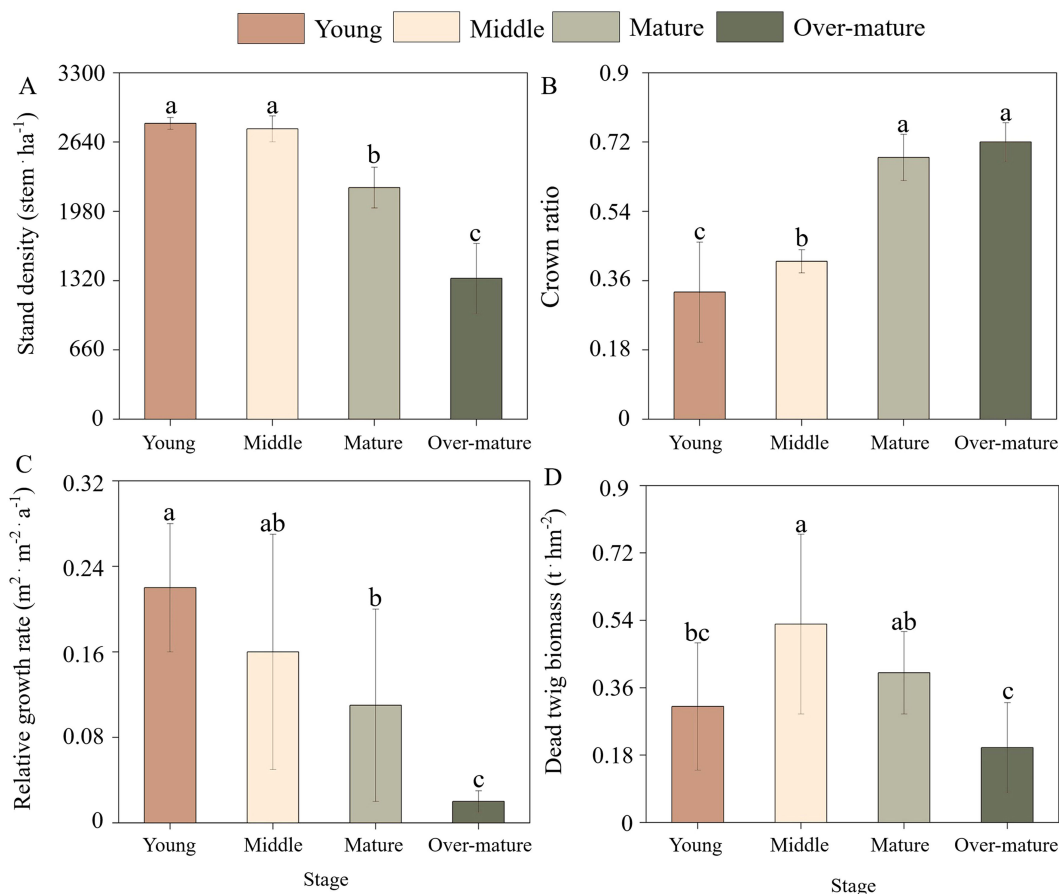 Young Middle Mature Over-mature
A
Stand density (stem · ha⁻¹)
3300
2640
1980
1320
660
0
a a b c
Young Middle Mature Over-mature
B
Crown ratio
0.9
0.72
0.54
0.36
0.18
0
c b a a
Young Middle Mature Over-mature
C
Relative growth rate (m² · m⁻² · a⁻¹)
0.32
0.24
0.16
0.08
0
a ab b c
Young Middle Mature Over-mature
Stage
D
Dead twig biomass (t · hm⁻²)
0.9
0.72
0.54
0.36
0.18
0
bc a ab c
Young Middle Mature Over-mature
Stage